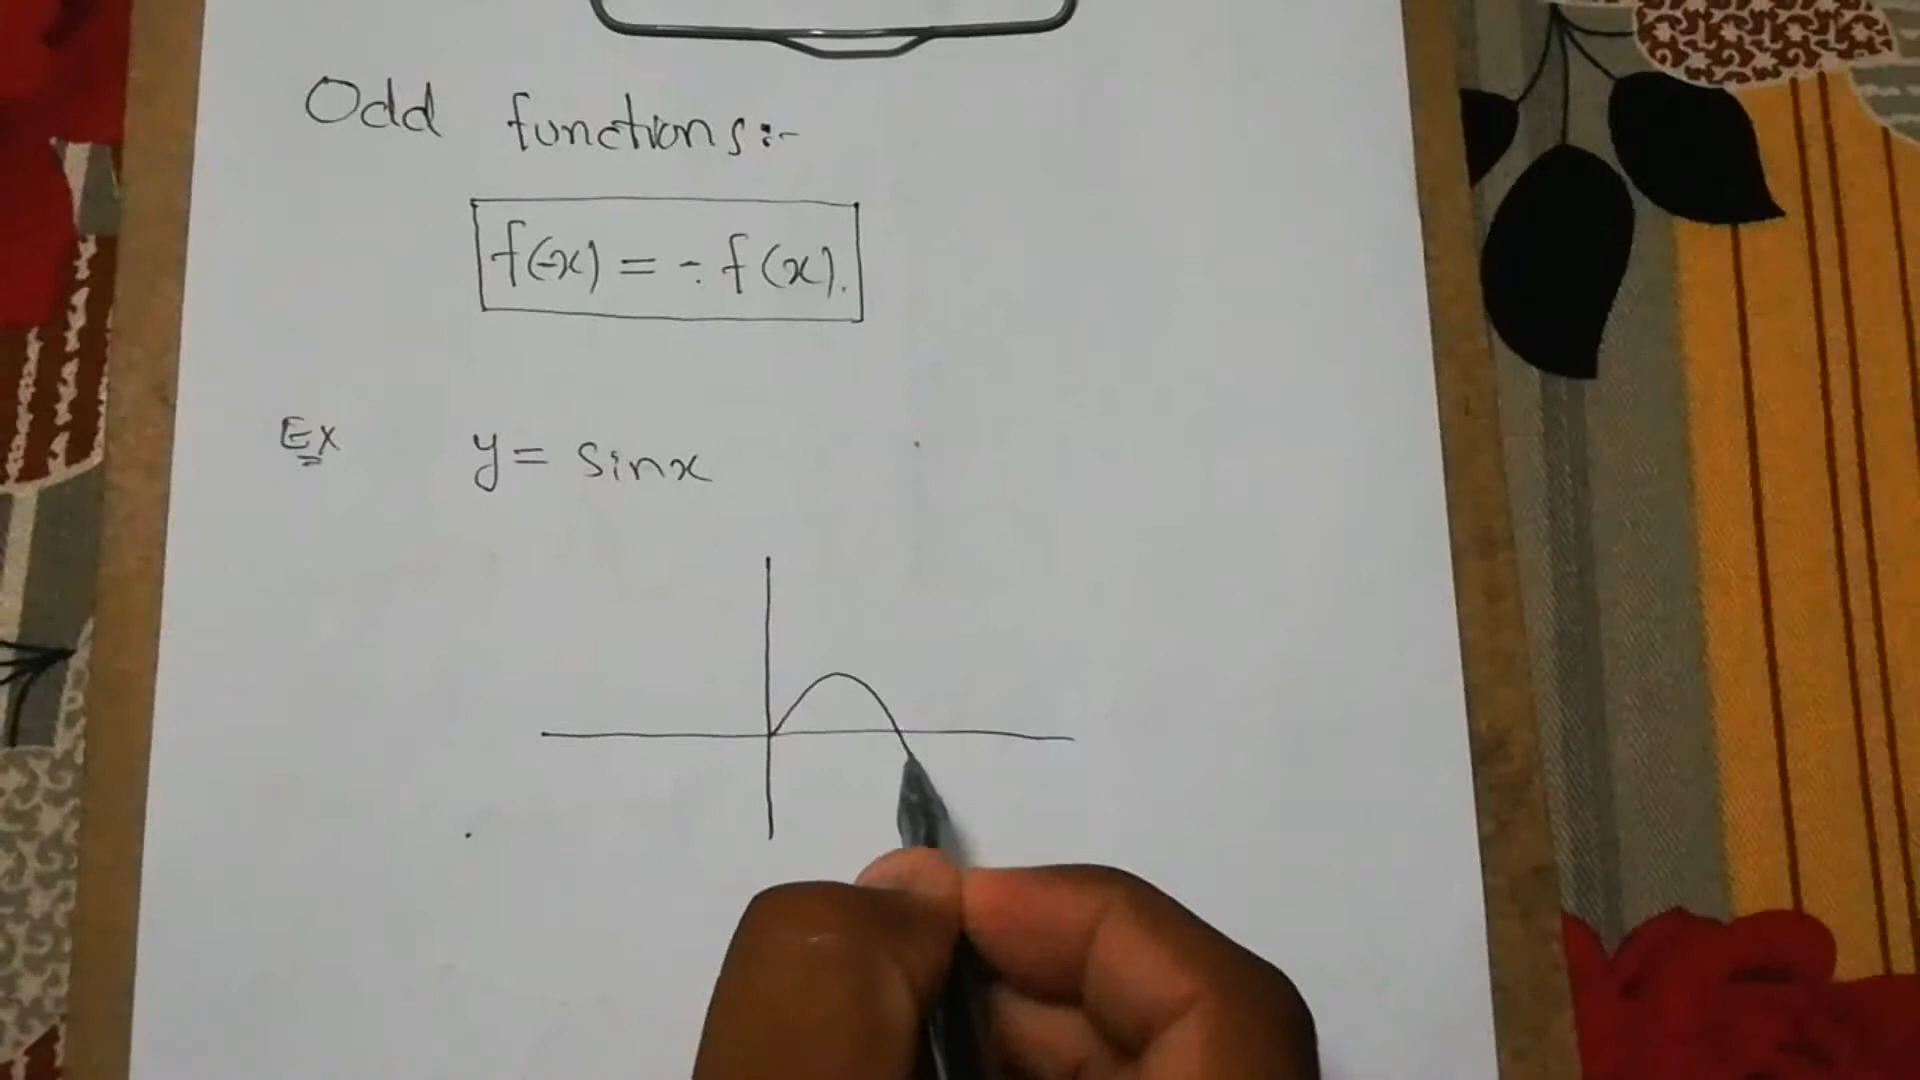 Odd functions:-
f(-x) = - f(x).
Ex y = sinx